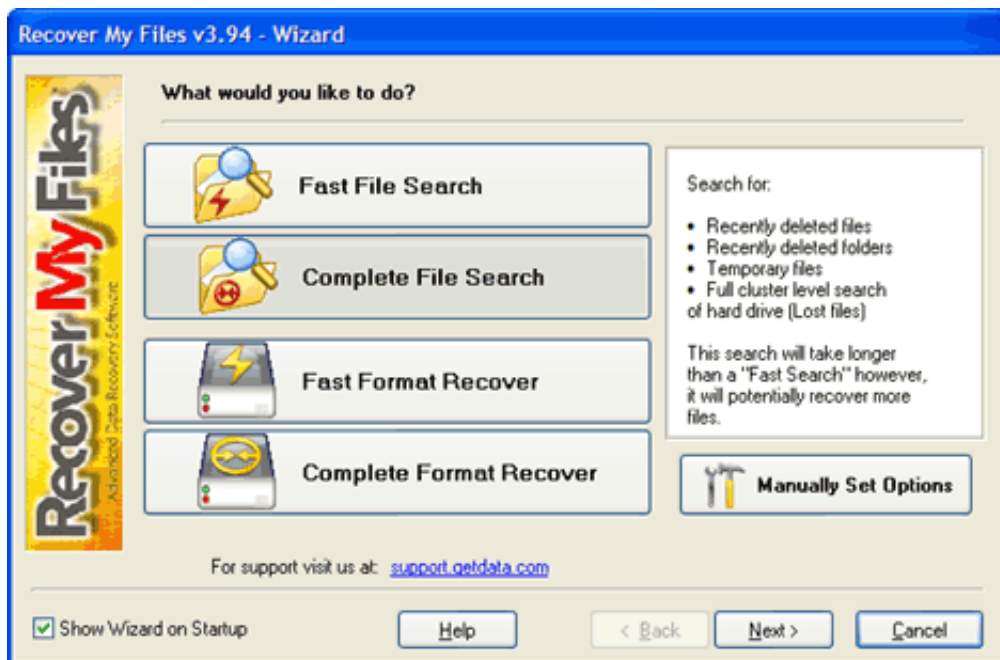 Recover My Files v3.94 - Wizard
RecoverMyFiles
Advanced Data Recovery Software
What would you like to do?
Fast File Search
Complete File Search
Fast Format Recover
Complete Format Recover
Search for:
• Recently deleted files
• Recently deleted folders
• Temporary files
• Full cluster level search
of hard drive (Lost files)
This search will take longer
than a "Fast Search" however,
it will potentially recover more
files.
Manually Set Options
For support visit us at: support.getdata.com
Show Wizard on Startup
Help
< Back
Next >
Cancel